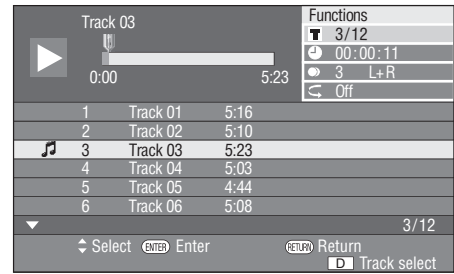 Track 03
0:00 5:23
Functions
T 3/12
00:00:11
3 L+R
Off
1 Track 01 5:16
2 Track 02 5:10
3 Track 03 5:23
4 Track 04 5:03
5 Track 05 4:44
6 Track 06 5:08
3/12
Select ENTER Enter RETURN Return
D Track select